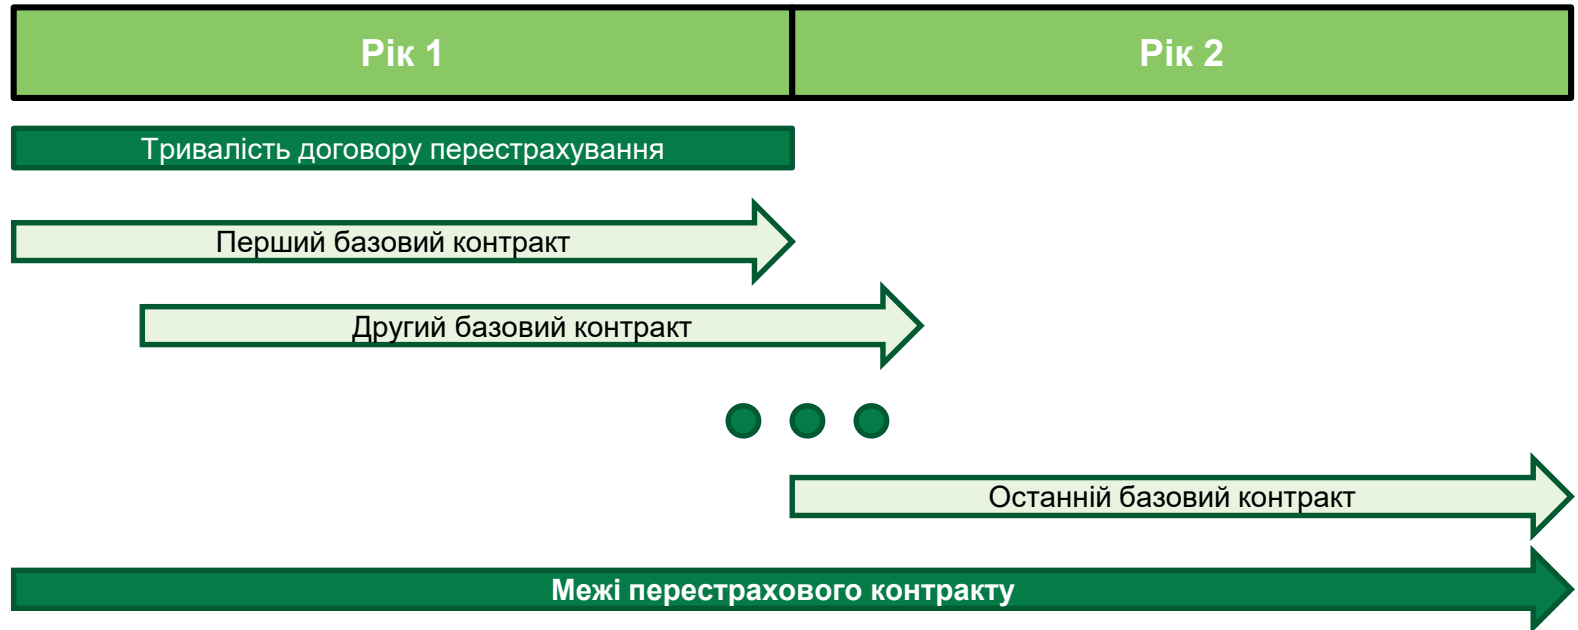 Рік 1
Рік 2
Тривалість договору перестрахування
Перший базовий контракт
Другий базовий контракт
Останній базовий контракт
Межі перестрахового контракту